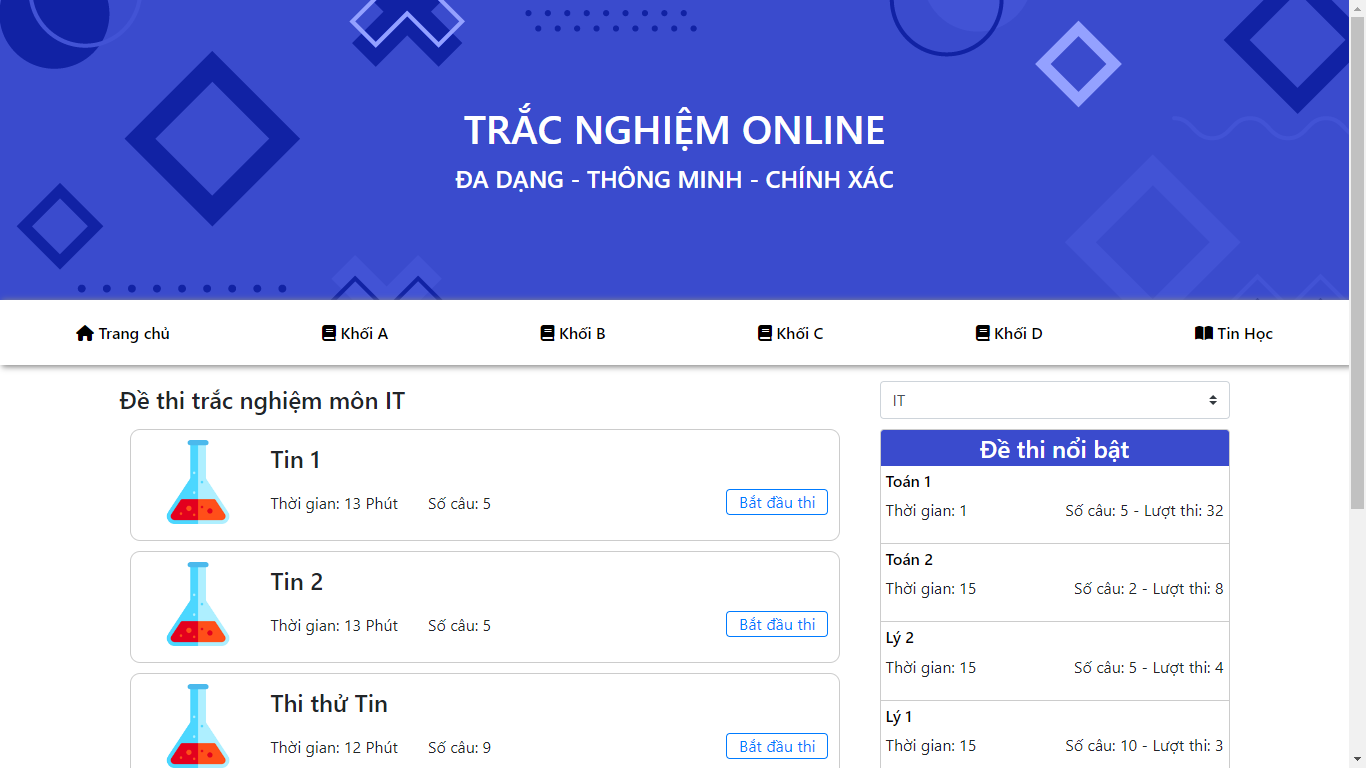 TRẮC NGHIỆM ONLINE
ĐA DẠNG - THÔNG MINH - CHÍNH XÁC
Trang chủ Khối A Khối B Khối C Khối D Tin Học
Đề thi trắc nghiệm môn IT
Tin 1
Thời gian: 13 Phút Số câu: 5
Bắt đầu thi
Tin 2
Thời gian: 13 Phút Số câu: 5
Bắt đầu thi
Thi thử Tin
Thời gian: 12 Phút Số câu: 9
Bắt đầu thi
IT
Đề thi nổi bật
Toán 1
Thời gian: 1 Số câu: 5 - Lượt thi: 32
Toán 2
Thời gian: 15 Số câu: 2 - Lượt thi: 8
Lý 2
Thời gian: 15 Số câu: 5 - Lượt thi: 4
Lý 1
Thời gian: 15 Số câu: 10 - Lượt thi: 3